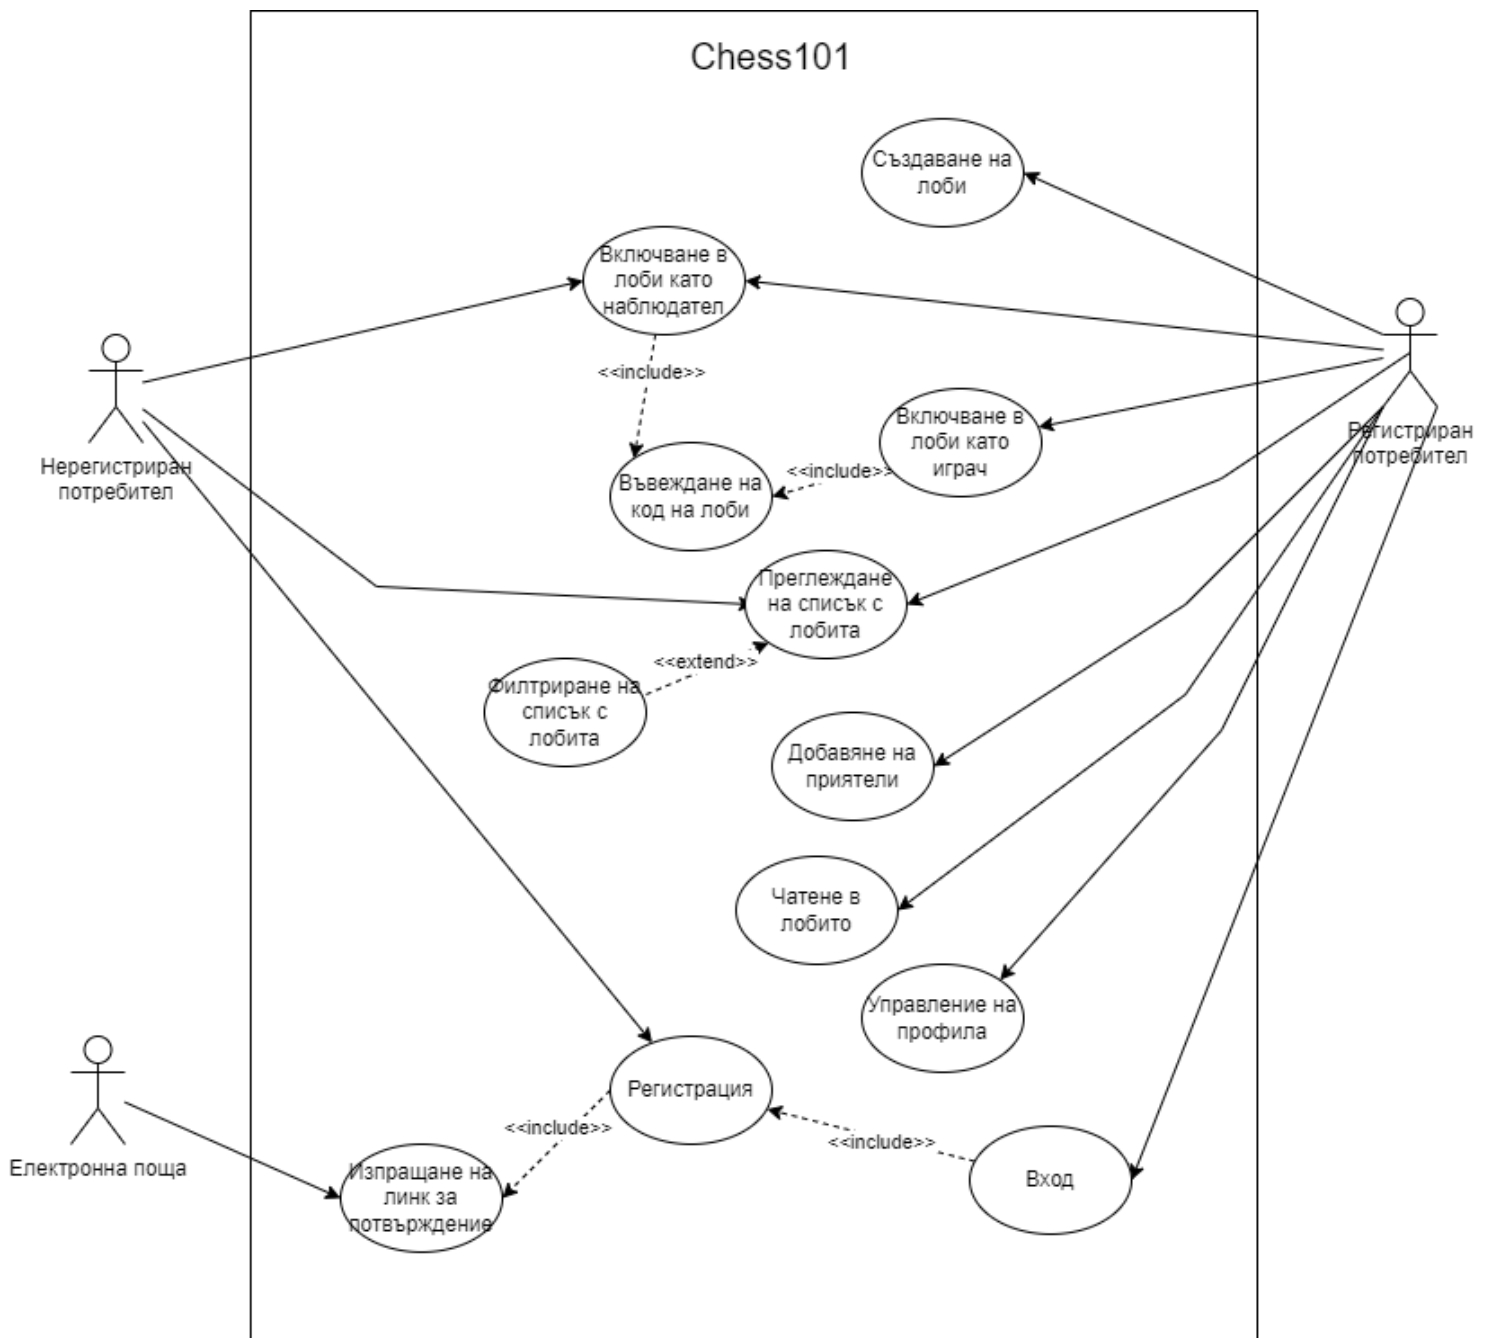 Chess101
Създаване на
лоби
Включване в
лоби като
наблюдател
<<include>>
Включване в
лоби като
играч
Регистриран
потребител
Нерегистриран
потребител
<<include>>
Въвеждане на
код на лоби
Преглеждане
на списък с
лобита
<<extend>>
Филтриране на
списък с
лобита
Добавяне на
приятели
Чатене в
лобито
Управление на
профила
Регистрация
<<include>>
<<include>>
Електронна поща
Изпращане на
линк за
потвърждение
Вход